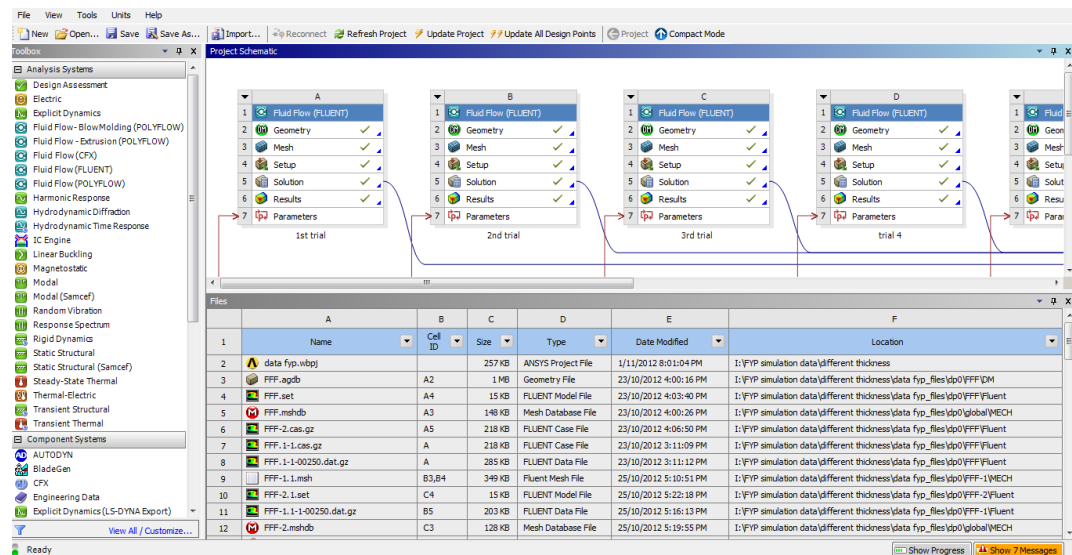 File View Tools Units Help
New Open... Save Save As... Import... Reconnect Refresh Project Update Project Update All Design Points Project Compact Mode
Toolbox
Analysis Systems
Design Assessment
Electric
Explicit Dynamics
Fluid Flow- BlowMolding (POLYFLOW)
Fluid Flow - Extrusion (POLYFLOW)
Fluid Flow (CFX)
Fluid Flow (FLUENT)
Fluid Flow (POLYFLOW)
Harmonic Response
Hydrodynamic Diffraction
Hydrodynamic Time Response
IC Engine
Linear Buckling
Magnetostatic
Modal
Modal (Samcef)
Random Vibration
Response Spectrum
Rigid Dynamics
Static Structural
Static Structural (Samcef)
Steady-State Thermal
Thermal-Electric
Transient Structural
Transient Thermal
Component Systems
AUTODYN
BladeGen
CFX
Engineering Data
Explicit Dynamics (LS-DYNA Export)
View All / Customize...
Project Schematic
A
1 Fluid Flow (FLUENT)
2 Geometry
3 Mesh
4 Setup
5 Solution
6 Results
7 Parameters
1st trial
B
1 Fluid Flow (FLUENT)
2 Geometry
3 Mesh
4 Setup
5 Solution
6 Results
7 Parameters
2nd trial
C
1 Fluid Flow (FLUENT)
2 Geometry
3 Mesh
4 Setup
5 Solution
6 Results
7 Parameters
3rd trial
D
1 Fluid Flow (FLUENT)
2 Geometry
3 Mesh
4 Setup
5 Solution
6 Results
7 Parameters
trial 4
1 Fluid
2 Geon
3 Mesh
4 Setu
5 Solut
6 Resu
7 Parar
Files
A B C D E F
1 Name Cell ID Size Type Date Modified Location
2 data fyp.wbpj 257 KB ANSYS Project File 1/11/2012 8:01:04 PM I:\FYP simulation data\different thickness
3 FFF.agdb A2 1 MB Geometry File 23/10/2012 4:00:16 PM I:\FYP simulation data\different thickness\data fyp_files\dp0\FFF\DM
4 FFF.set A4 15 KB FLUENT Model File 23/10/2012 4:03:40 PM I:\FYP simulation data\different thickness\data fyp_files\dp0\FFF\Fluent
5 FFF.mshdb A3 148 KB Mesh Database File 23/10/2012 4:00:26 PM I:\FYP simulation data\different thickness\data fyp_files\dp0\global\MECH
6 FFF-2.cas.gz A5 218 KB FLUENT Case File 23/10/2012 4:06:50 PM I:\FYP simulation data\different thickness\data fyp_files\dp0\FFF\Fluent
7 FFF.1-1.cas.gz A 218 KB FLUENT Case File 23/10/2012 3:11:09 PM I:\FYP simulation data\different thickness\data fyp_files\dp0\FFF\Fluent
8 FFF.1-1-00250.dat.gz A 285 KB FLUENT Data File 23/10/2012 3:11:12 PM I:\FYP simulation data\different thickness\data fyp_files\dp0\FFF\Fluent
9 FFF-1.1.msh B3,B4 349 KB Fluent Mesh File 25/10/2012 5:10:51 PM I:\FYP simulation data\different thickness\data fyp_files\dp0\FFF-1\MECH
10 FFF-2.1.set C4 15 KB FLUENT Model File 25/10/2012 5:22:18 PM I:\FYP simulation data\different thickness\data fyp_files\dp0\FFF-2\Fluent
11 FFF-1.1-1-00250.dat.gz B5 203 KB FLUENT Data File 25/10/2012 5:16:13 PM I:\FYP simulation data\different thickness\data fyp_files\dp0\FFF-1\Fluent
12 FFF-2.mshdb C3 128 KB Mesh Database File 25/10/2012 5:19:55 PM I:\FYP simulation data\different thickness\data fyp_files\dp0\global\MECH
Ready Show Progress Show 7 Messages